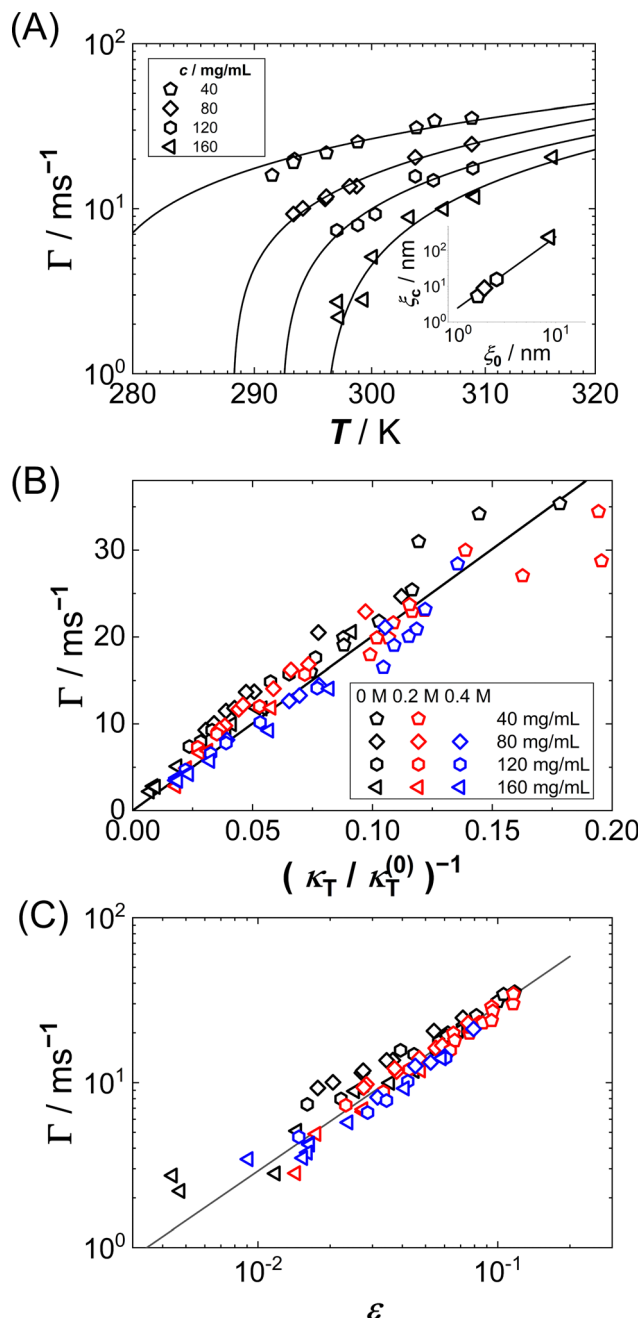 (A)
10²
c / mg/mL
40
80
120
160
Γ / ms⁻¹
10¹
10²
10¹
10⁰
ξc / nm
10⁰
10¹
ξ₀ / nm
10⁰
280
290
300
310
320
T / K
(B)
30
20
10
0
Γ / ms⁻¹
0 M 0.2 M 0.4 M
40 mg/mL
80 mg/mL
120 mg/mL
160 mg/mL
0.00
0.05
0.10
0.15
0.20
( κT / κT(0) )⁻¹
(C)
10²
10¹
10⁰
Γ / ms⁻¹
10⁻²
10⁻¹
ε